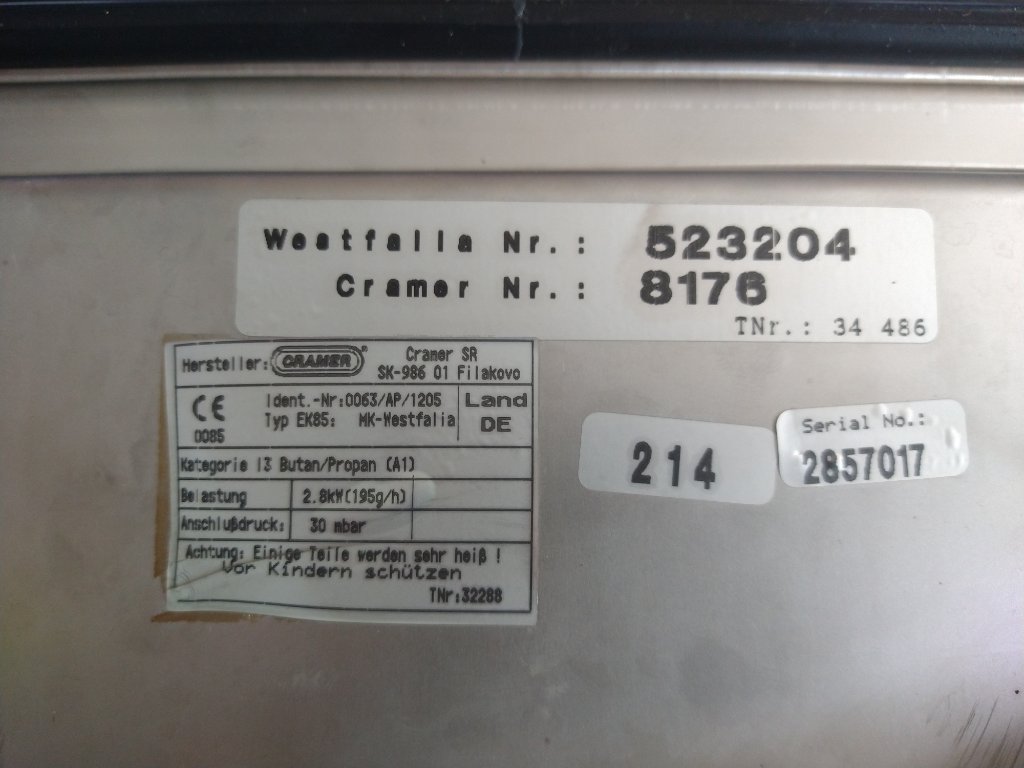 Westfalia Nr.: 523204
Cramer Nr.: 8176
TNr.: 34 486
Hersteller: CRAMER® Cramer SR
SK-986 01 Filakovo
CE Ident.-Nr:0063/AP/1205 Land
0085 Typ EK85: MK-Westfalia DE
Kategorie I3 Butan/Propan (A1)
Belastung 2.8kW(195g/h)
Anschlußdruck: 30 mbar
Achtung: Einige Teile werden sehr heiß !
Vor Kindern schützen
TNr:32288
214
Serial No.:
2857017